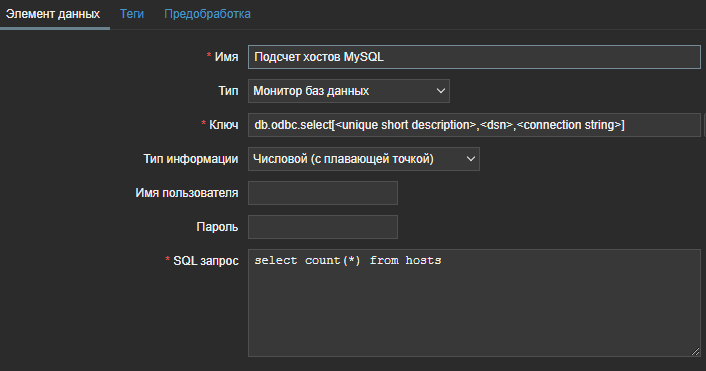 Элемент данных Теги Предобработка
* Имя Подсчет хостов MySQL
Тип Монитор баз данных
* Ключ db.odbc.select[<unique short description>,<dsn>,<connection string>]
Тип информации Числовой (с плавающей точкой)
Имя пользователя
Пароль
* SQL запрос select count(*) from hosts